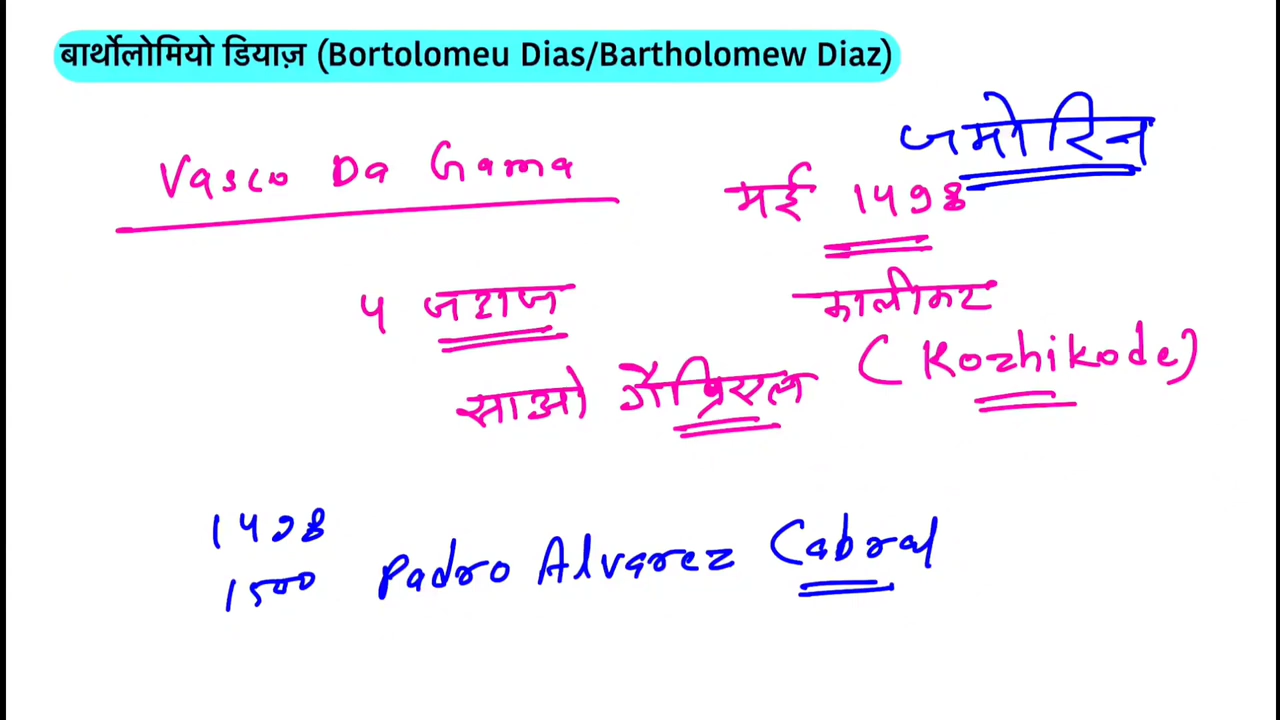 बार्थोलोमियो डियाज़ (Bortolomeu Dias/Bartholomew Diaz)
जमोरिन
Vasco Da Gama
मई 1498
4 जहाज
कालीकट
(Kozhikode)
साओ गैब्रिएल
1498
1500 Padro Alvarez Cabral